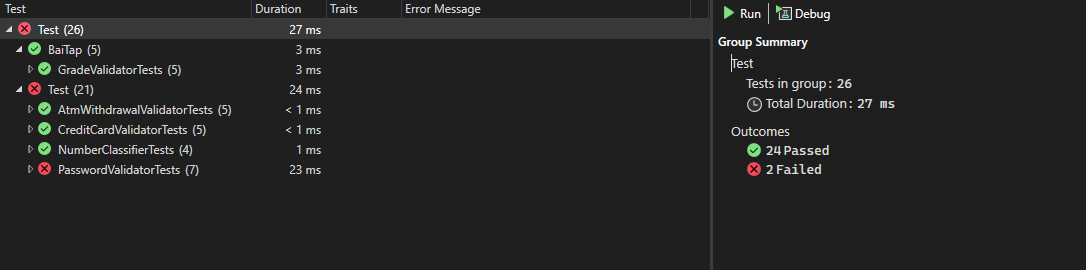 Test Duration Traits Error Message
Test (26) 27 ms
BaiTap (5) 3 ms
GradeValidatorTests (5) 3 ms
Test (21) 24 ms
AtmWithdrawalValidatorTests (5) < 1 ms
CreditCardValidatorTests (5) < 1 ms
NumberClassifierTests (4) 1 ms
PasswordValidatorTests (7) 23 ms
Run Debug
Group Summary
Test
Tests in group: 26
Total Duration: 27 ms
Outcomes
24 Passed
2 Failed